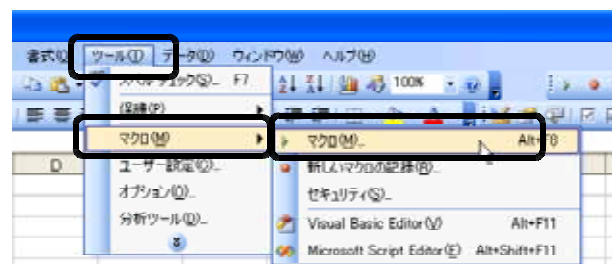 書式(O) ツール(T) データ(D) ウィンドウ(W) ヘルプ(H)
スペルチェック(S)... F7
100%
保護(P)
マクロ(M)
マクロ(M)... Alt+F8
D
ユーザー設定(C)...
新しいマクロの記録(R)...
オプション(O)...
セキュリティ(S)...
分析ツール(D)...
Visual Basic Editor(V) Alt+F11
Microsoft Script Editor(E) Alt+Shift+F11